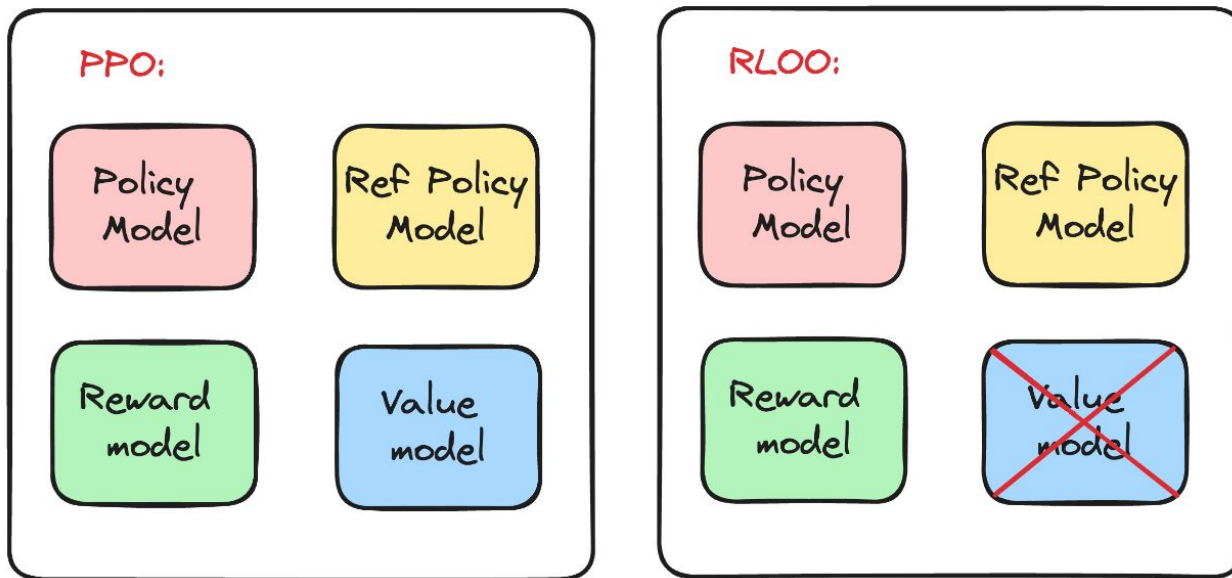 PPO:
Policy
Model
Ref Policy
Model
Reward
model
Value
model
RLOO:
Policy
Model
Ref Policy
Model
Reward
model
Value
model